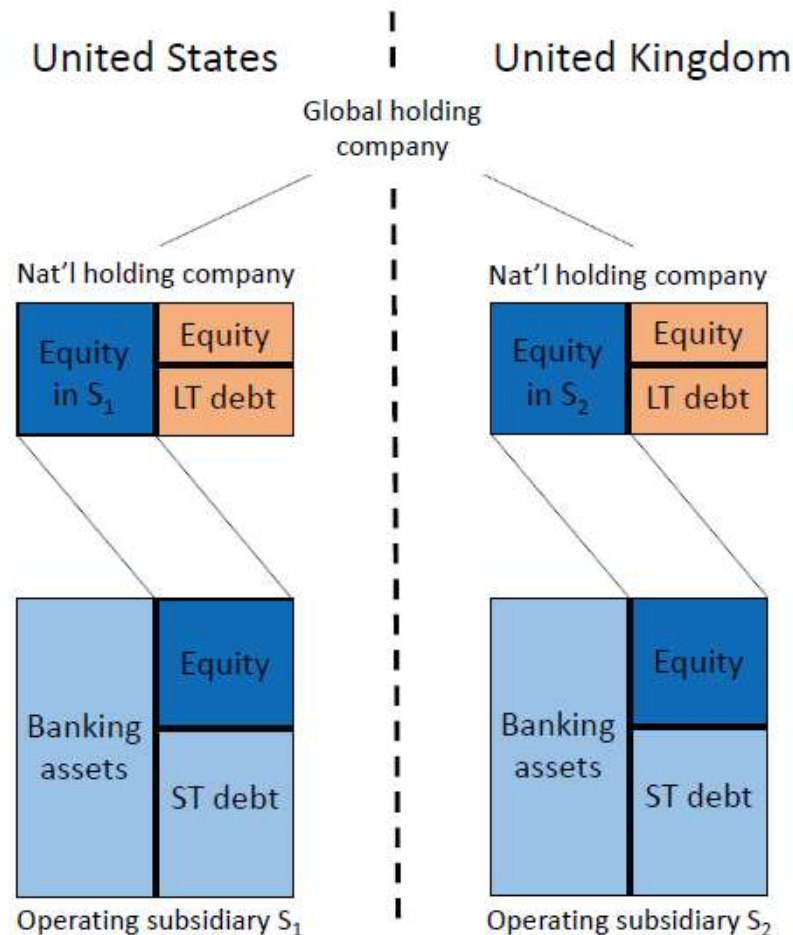 United States
United Kingdom
Global holding
company
Nat'l holding company
Equity
in S₁
Equity
LT debt
Nat'l holding company
Equity
in S₂
Equity
LT debt
Banking
assets
Equity
ST debt
Operating subsidiary S₁
Banking
assets
Equity
ST debt
Operating subsidiary S₂